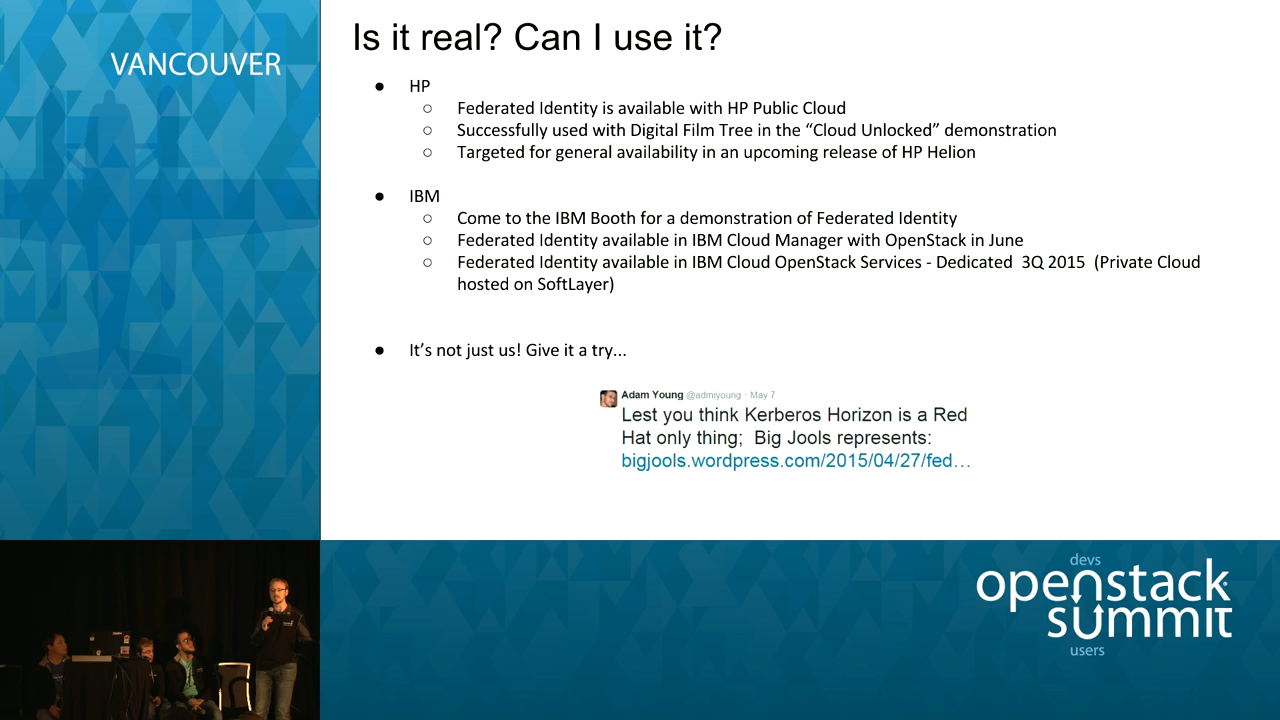 VANCOUVER
Is it real? Can I use it?
● HP
○ Federated Identity is available with HP Public Cloud
○ Successfully used with Digital Film Tree in the “Cloud Unlocked” demonstration
○ Targeted for general availability in an upcoming release of HP Helion
● IBM
○ Come to the IBM Booth for a demonstration of Federated Identity
○ Federated Identity available in IBM Cloud Manager with OpenStack in June
○ Federated Identity available in IBM Cloud OpenStack Services - Dedicated  3Q 2015  (Private Cloud
hosted on SoftLayer)
● It’s not just us! Give it a try...
Adam Young @admiyoung · May 7
Lest you think Kerberos Horizon is a Red
Hat only thing;  Big Jools represents:
bigjools.wordpress.com/2015/04/27/fed…
devs
openstack
summit
users